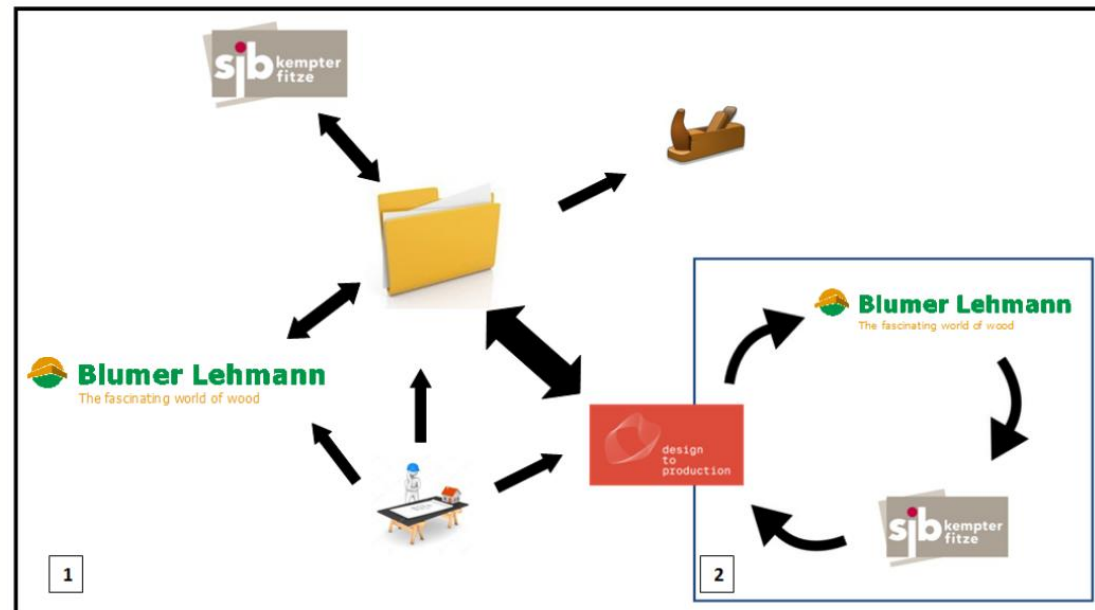 sjb kempter
fitze
Blumer Lehmann
The fascinating world of wood
Blumer Lehmann
The fascinating world of wood
design
to
production
sjb kempter
fitze
1
2